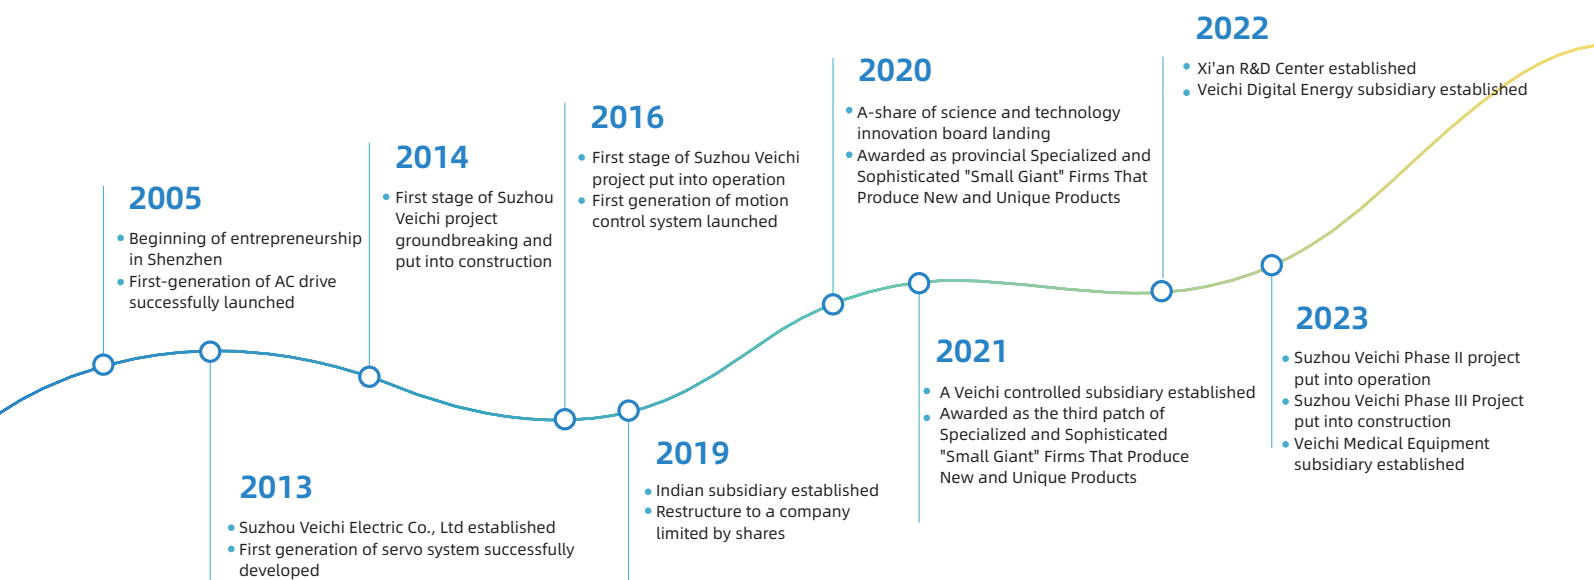 2005
Beginning of entrepreneurship
in Shenzhen
First-generation of AC drive
successfully launched
2013
Suzhou Veichi Electric Co., Ltd established
First generation of servo system successfully
developed
2014
First stage of Suzhou
Veichi project
groundbreaking and
put into construction
2016
First stage of Suzhou Veichi
project put into operation
First generation of motion
control system launched
2019
Indian subsidiary established
Restructure to a company
limited by shares
2020
A-share of science and technology
innovation board landing
Awarded as provincial Specialized and
Sophisticated "Small Giant" Firms That
Produce New and Unique Products
2021
A Veichi controlled subsidiary established
Awarded as the third patch of
Specialized and Sophisticated
"Small Giant" Firms That Produce
New and Unique Products
2022
Xi'an R&D Center established
Veichi Digital Energy subsidiary established
2023
Suzhou Veichi Phase II project
put into operation
Suzhou Veichi Phase III Project
put into construction
Veichi Medical Equipment
subsidiary established